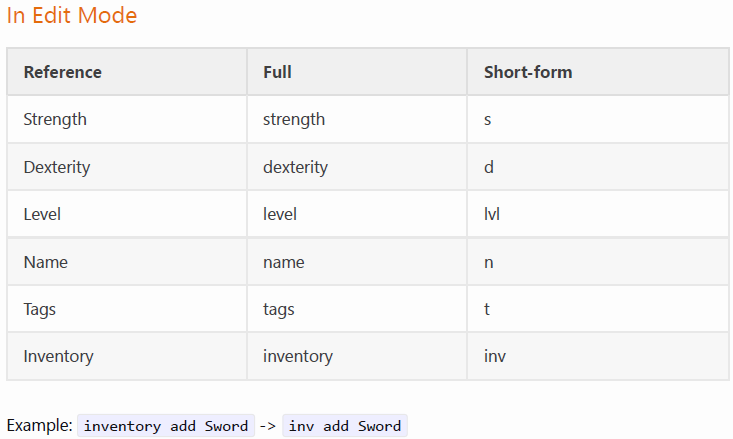 In Edit Mode
Reference Full Short-form
Strength strength s
Dexterity dexterity d
Level level lvl
Name name n
Tags tags t
Inventory inventory inv
Example: inventory add Sword -> inv add Sword